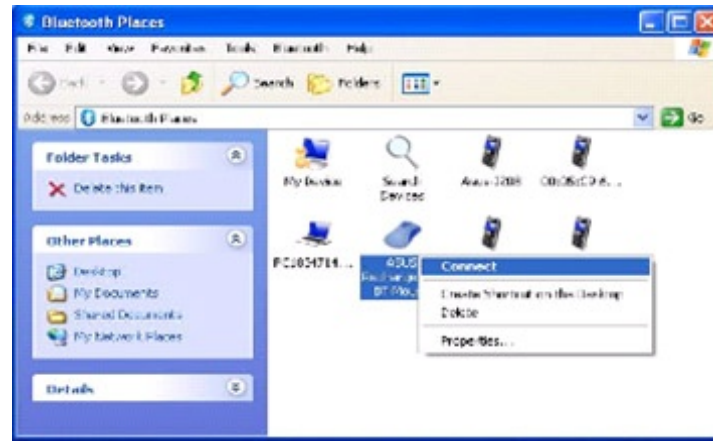 Bluetooth Places
File Edit View Favorites Tools Bluetooth Help
Back Search Folders
Address Bluetooth Places Go
Folder Tasks
Delete this item
Other Places
Desktop
My Documents
Shared Documents
My Network Places
Details
My Device Search Devices
ASUS
BT Mouse
Connect
Create Shortcut on the Desktop
Delete
Properties...